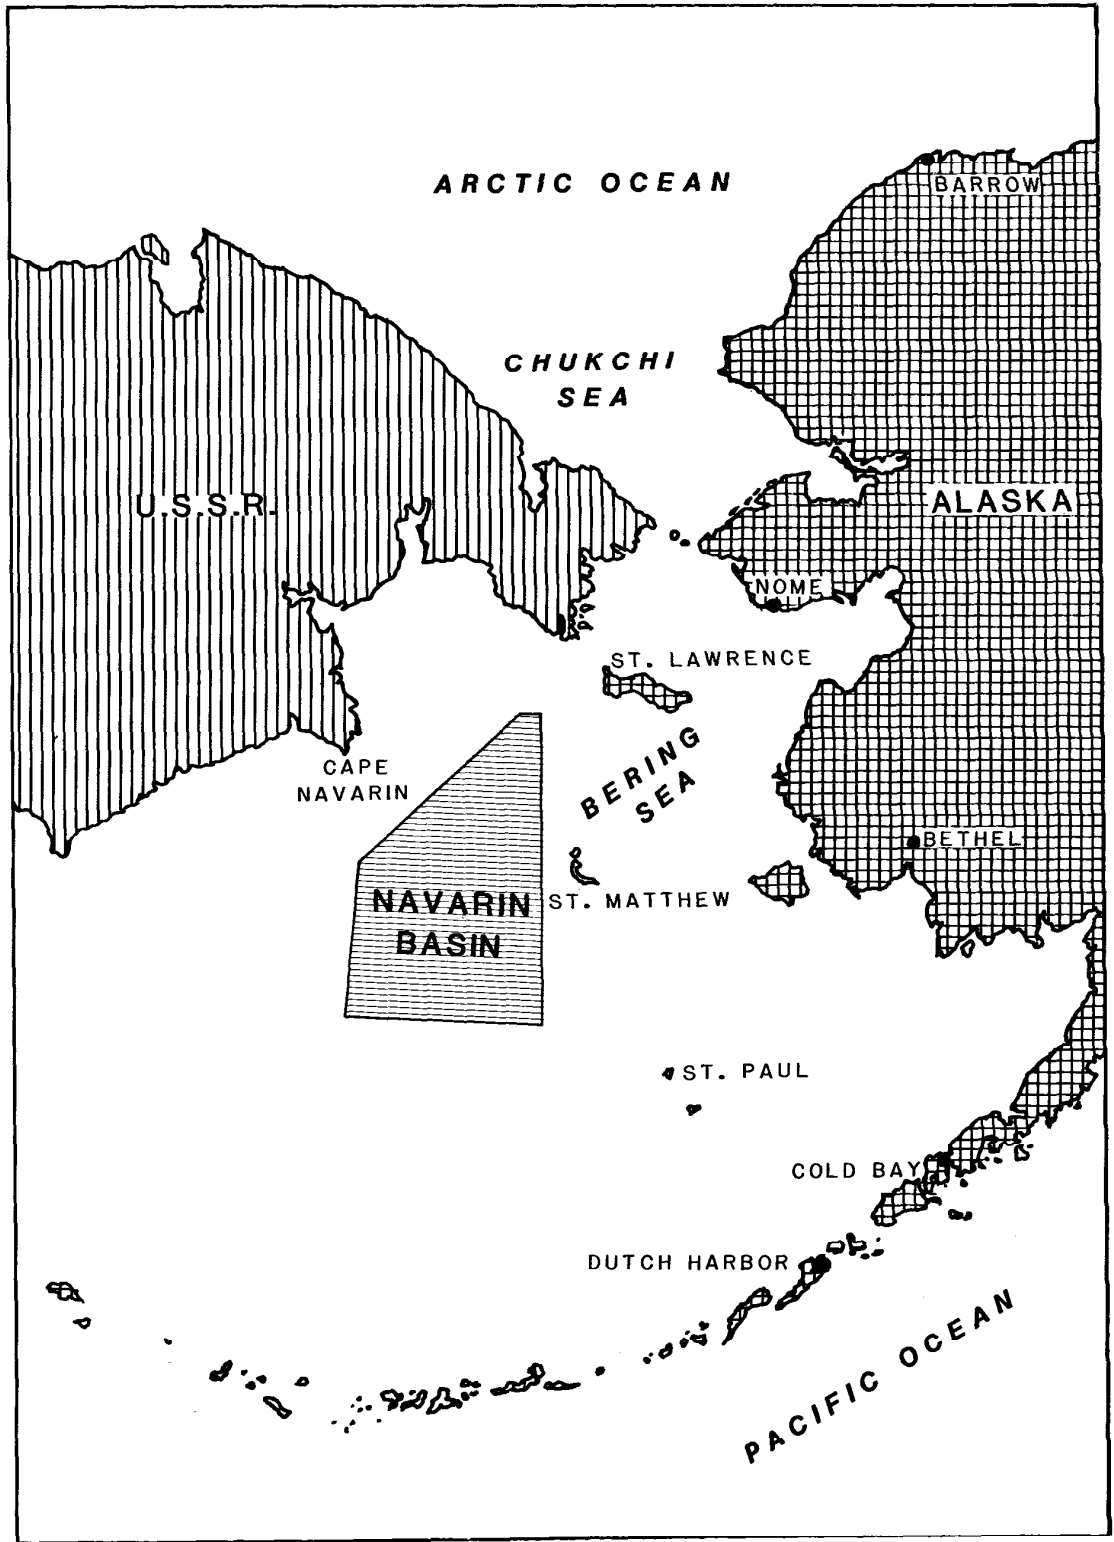 ARCTIC OCEAN
BARROW
CHUKCHI
SEA
U.S.S.R.
ALASKA
NOME
ST. LAWRENCE
CAPE
NAVARIN
BERING
SEA
BETHEL
NAVARIN
BASIN
ST. MATTHEW
ST. PAUL
COLD BAY
DUTCH HARBOR
PACIFIC OCEAN